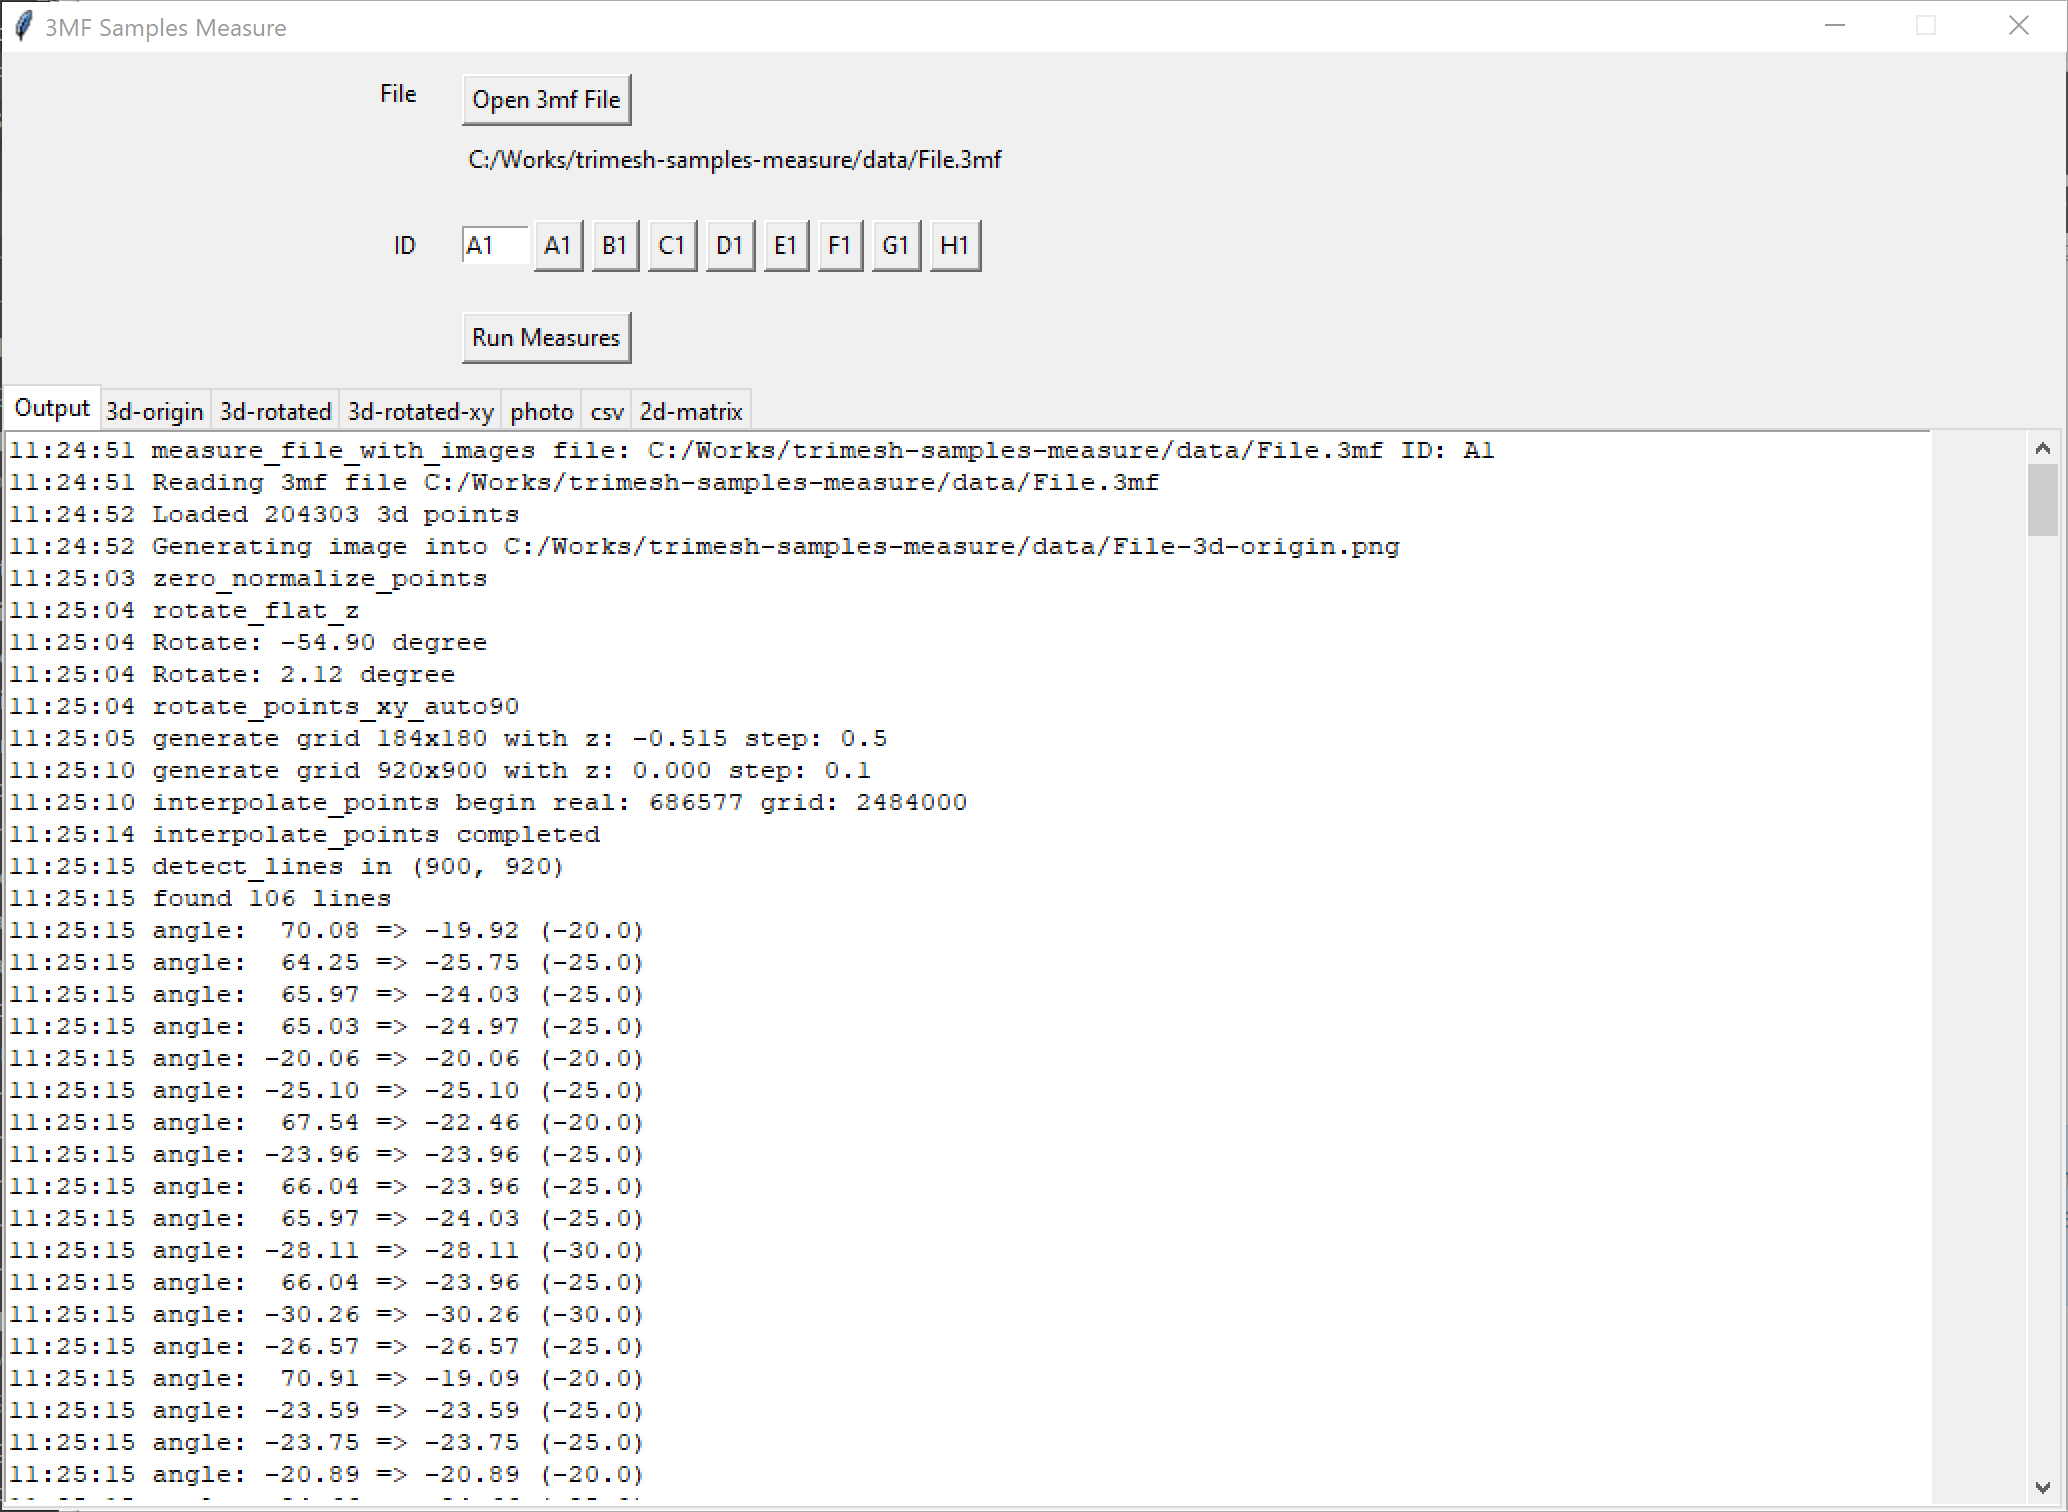 3MF Samples Measure
File Open 3mf File
C:/Works/trimesh-samples-measure/data/File.3mf
ID A1 A1 B1 C1 D1 E1 F1 G1 H1
Run Measures
Output 3d-origin 3d-rotated 3d-rotated-xy photo csv 2d-matrix
11:24:51 measure_file_with_images file: C:/Works/trimesh-samples-measure/data/File.3mf ID: A1
11:24:51 Reading 3mf file C:/Works/trimesh-samples-measure/data/File.3mf
11:24:52 Loaded 204303 3d points
11:24:52 Generating image into C:/Works/trimesh-samples-measure/data/File-3d-origin.png
11:25:03 zero_normalize_points
11:25:04 rotate_flat_z
11:25:04 Rotate: -54.90 degree
11:25:04 Rotate: 2.12 degree
11:25:04 rotate_points_xy_auto90
11:25:05 generate grid 184x180 with z: -0.515 step: 0.5
11:25:10 generate grid 920x900 with z: 0.000 step: 0.1
11:25:10 interpolate_points begin real: 686577 grid: 2484000
11:25:14 interpolate_points completed
11:25:15 detect_lines in (900, 920)
11:25:15 found 106 lines
11:25:15 angle:  70.08 => -19.92 (-20.0)
11:25:15 angle:  64.25 => -25.75 (-25.0)
11:25:15 angle:  65.97 => -24.03 (-25.0)
11:25:15 angle:  65.03 => -24.97 (-25.0)
11:25:15 angle: -20.06 => -20.06 (-20.0)
11:25:15 angle: -25.10 => -25.10 (-25.0)
11:25:15 angle:  67.54 => -22.46 (-20.0)
11:25:15 angle: -23.96 => -23.96 (-25.0)
11:25:15 angle:  66.04 => -23.96 (-25.0)
11:25:15 angle:  65.97 => -24.03 (-25.0)
11:25:15 angle: -28.11 => -28.11 (-30.0)
11:25:15 angle:  66.04 => -23.96 (-25.0)
11:25:15 angle: -30.26 => -30.26 (-30.0)
11:25:15 angle: -26.57 => -26.57 (-25.0)
11:25:15 angle:  70.91 => -19.09 (-20.0)
11:25:15 angle: -23.59 => -23.59 (-25.0)
11:25:15 angle: -23.75 => -23.75 (-25.0)
11:25:15 angle: -20.89 => -20.89 (-20.0)